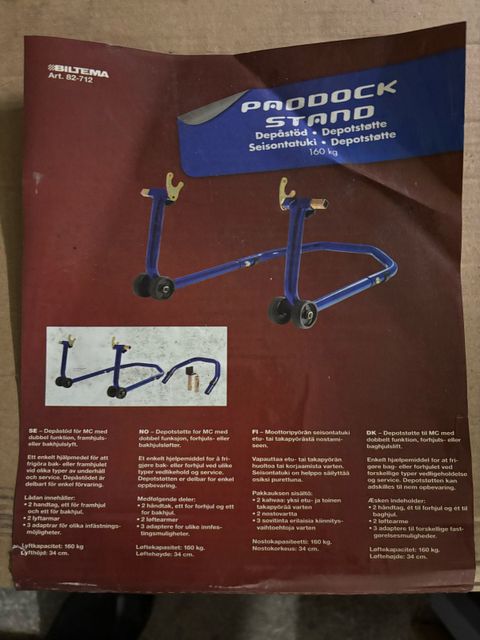 BILTEMA
Art. 82-712
PADDOCK
STAND
Depåstöd • Depotstøtte
Seisontatuki • Depotstøtte
160 kg
SE – Depåstöd för MC med
dubbel funktion, framhjuls-
eller bakhjulslyft.
Ett enkelt hjälpmedel för att
frigöra bak- eller framhjulet
vid olika typer av underhåll
och service. Depåstödet är
delbart för enkel förvaring.
Lådan innehåller:
• 2 handtag, ett för framhjul
och ett för bakhjul.
• 2 lyftarmar
• 3 adaptrar för olika infästnings-
möjligheter.
Lyftkapacitet: 160 kg
Lyfthöjd: 34 cm.
NO – Depotstøtte for MC med
dobbel funksjon, forhjuls- eller
bakhjulsløfter.
Et enkelt hjelpemiddel for å fri-
gjøre bak- eller forhjul ved ulike
typer vedlikehold og service.
Depotstøtten er delbar for enkel
oppbevaring.
Medfølgende deler:
• 2 håndtak, ett for forhjul og ett
for bakhjul.
• 2 løftearmer
• 3 adaptere for ulike innfes-
tingsmuligheter.
Løftekapasitet: 160 kg.
Løftehøyde: 34 cm.
FI – Moottoripyörän seisontatuki
etu- tai takapyörästä nostami-
seen.
Vapauttaa etu- tai takapyörän
huoltoa tai korjaamista varten.
Seisontatuki on helppo säilyttää
osiksi purettuna.
Pakkauksen sisältö:
• 2 kahvaa: yksi etu- ja toinen
takapyörää varten
• 2 nostovartta
• 3 sovitinta erilaisia kiinnitys-
vaihtoehtoja varten
Nostokapasiteetti: 160 kg.
Nostokorkeus: 34 cm.
DK – Depotstøtte til MC med
dobbelt funktion, forhjuls- eller
baghjulslift.
Et enkelt hjælpemiddel for at fri-
gøre bag- eller forhjulet ved
forskellige typer vedligeholdelse
og service. Depotstøtten kan
adskilles til nem opbevaring.
Æsken indeholder:
• 2 håndtag, ét til forhjul og ét til
baghjul.
• 2 løftearme
• 3 adaptere til forskellige fast-
gørelsesmuligheder.
Løftekapacitet: 160 kg.
Løftehøjde: 34 cm.